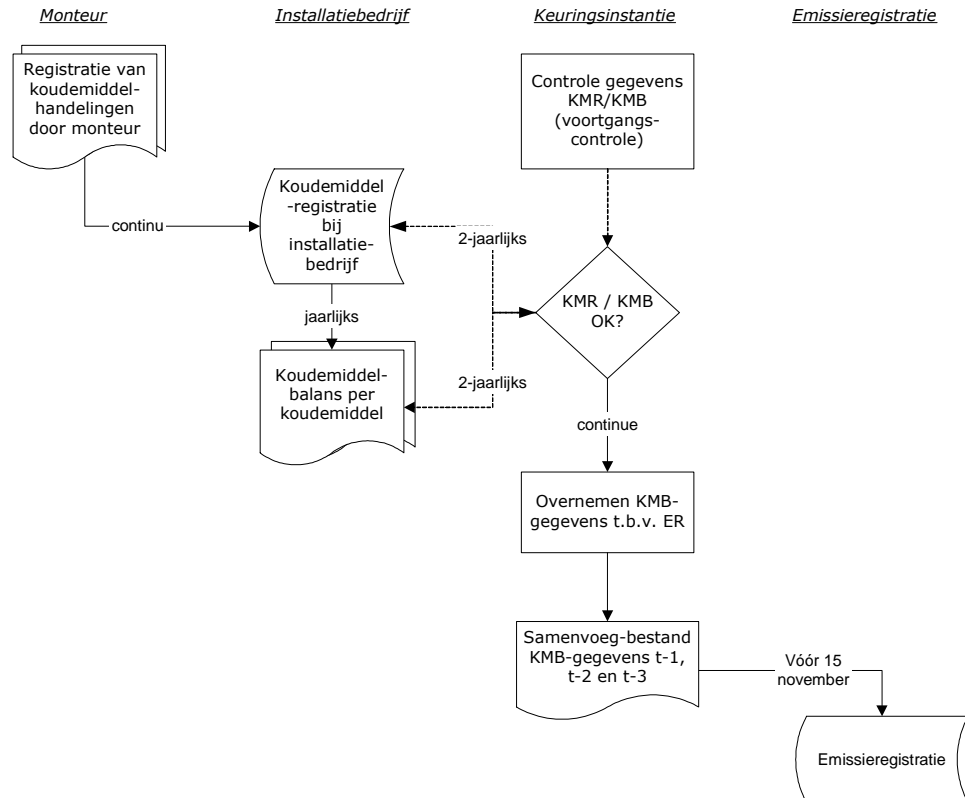 Monteur
Installatiebedrijf
Keuringsinstantie
Emissieregistratie
Registratie van
koudemiddel-
handelingen
door monteur
Controle gegevens
KMR/KMB
(voortgangs-
controle)
continu
Koudemiddel
-registratie
bij
installatie-
bedrijf
2-jaarlijks
KMR / KMB
OK?
jaarlijks
Koudemiddel-
balans per
koudemiddel
2-jaarlijks
continue
Overnemen KMB-
gegevens t.b.v. ER
Samenvoeg-bestand
KMB-gegevens t-1,
t-2 en t-3
Vóór 15
november
Emissieregistratie